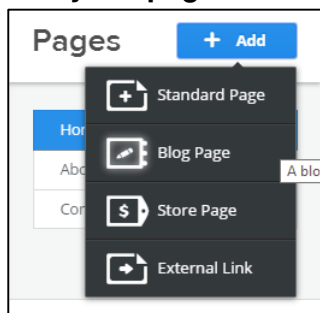 Pages
+ Add
Standard Page
Blog Page
Store Page
$
External Link